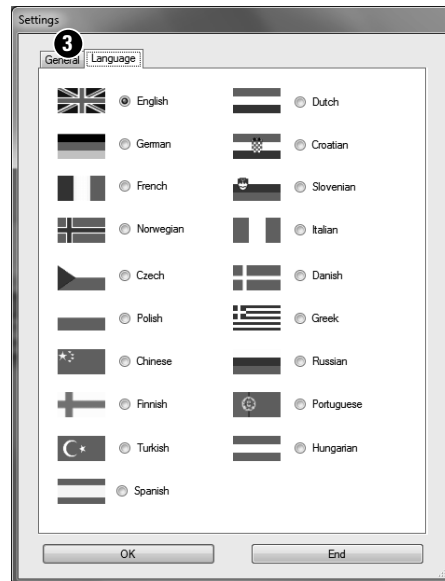 Settings
3
General Language
English
Dutch
German
Croatian
French
Slovenian
Norwegian
Italian
Czech
Danish
Polish
Greek
Chinese
Russian
Finnish
Portuguese
Turkish
Hungarian
Spanish
OK End